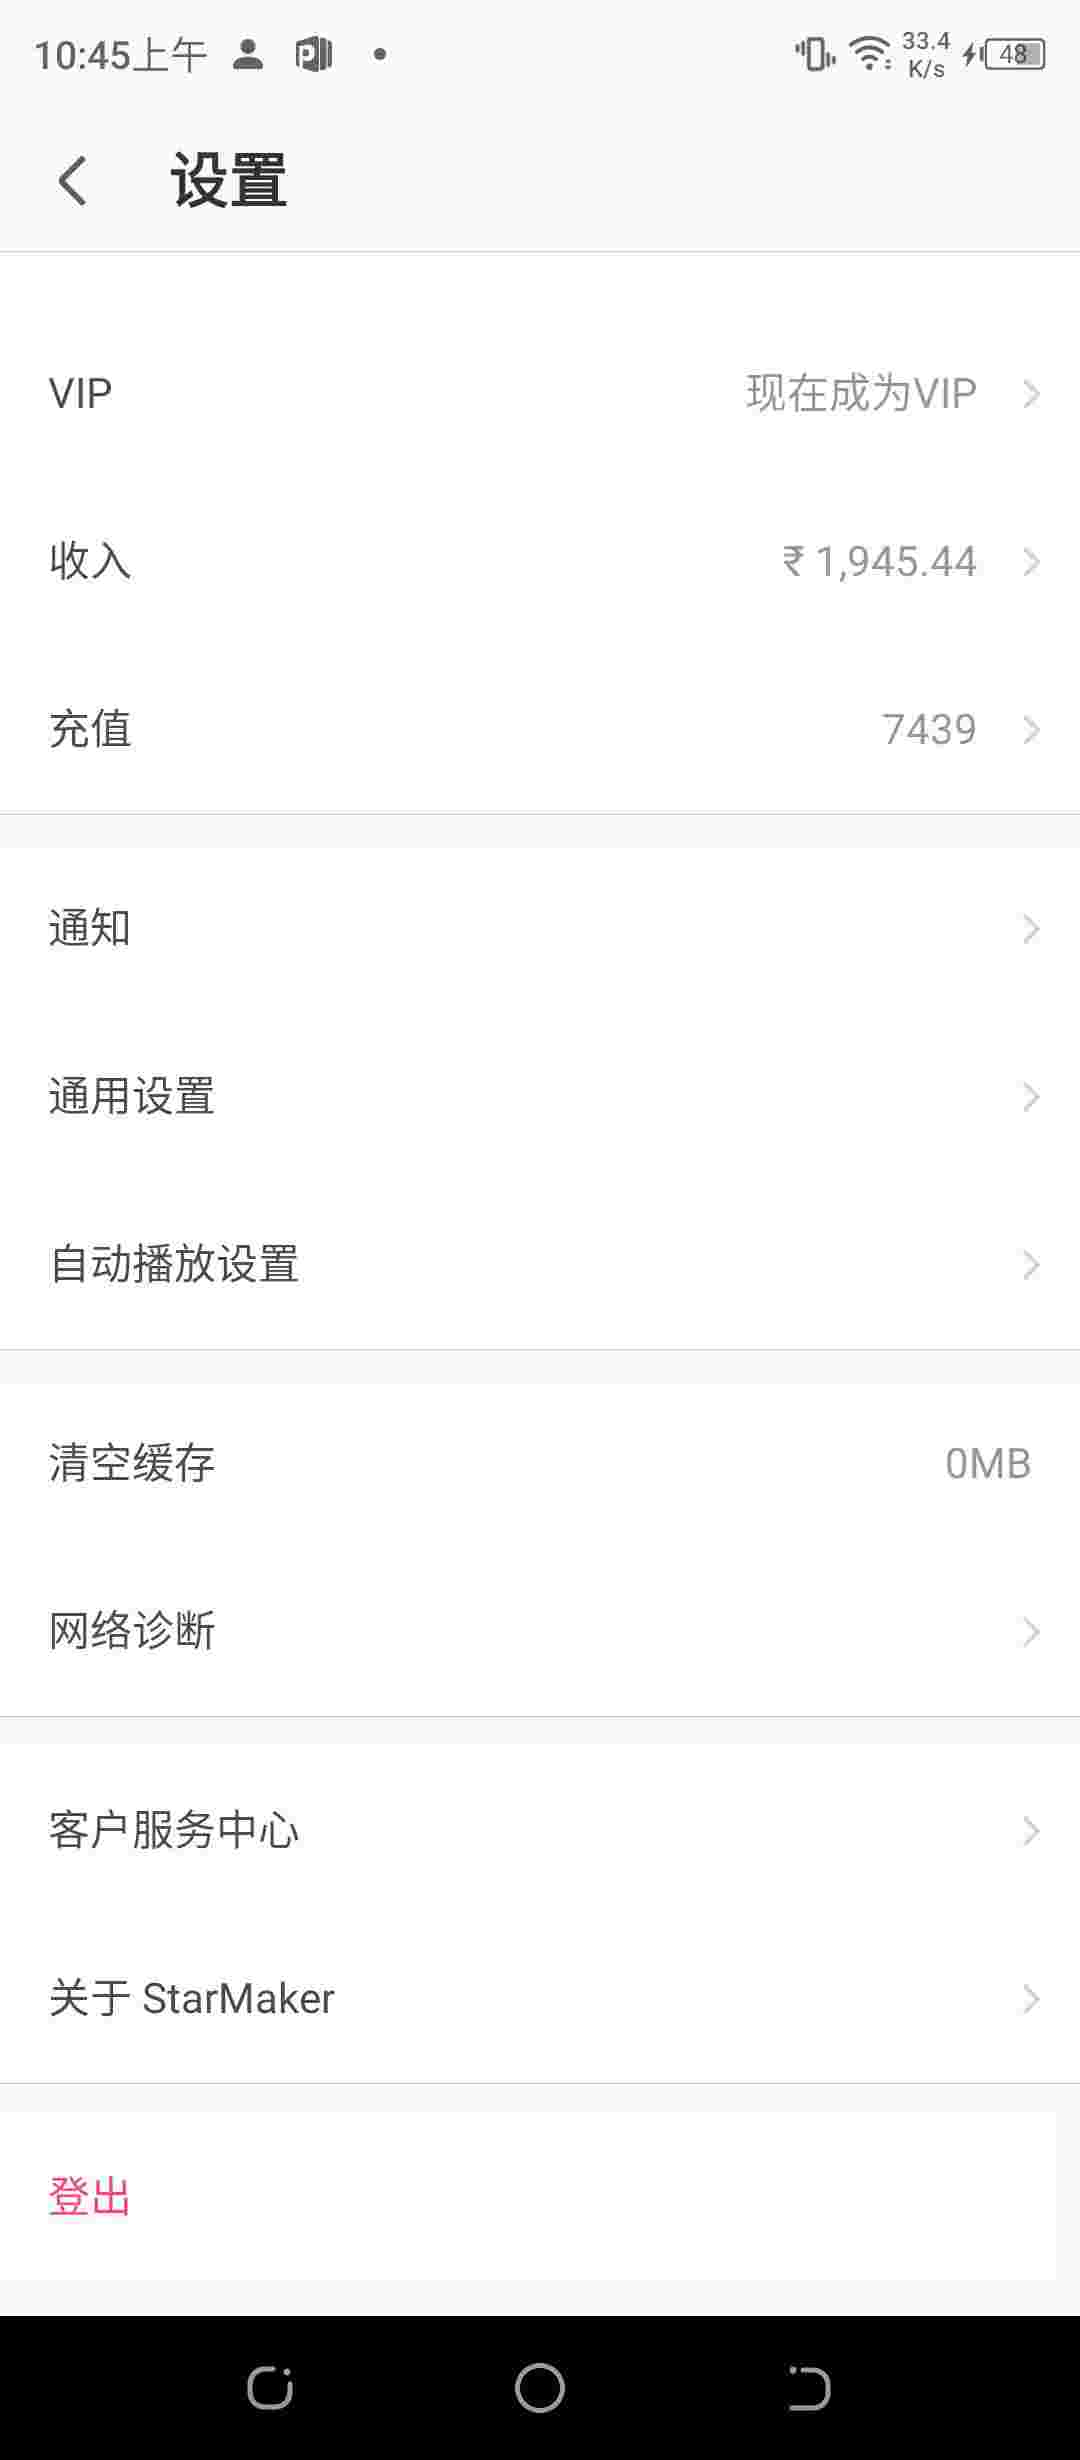 10:45上午
33.4
K/s
48
设置
VIP
现在成为VIP
收入
₹ 1,945.44
充值
7439
通知
通用设置
自动播放设置
清空缓存
0MB
网络诊断
客户服务中心
关于 StarMaker
登出